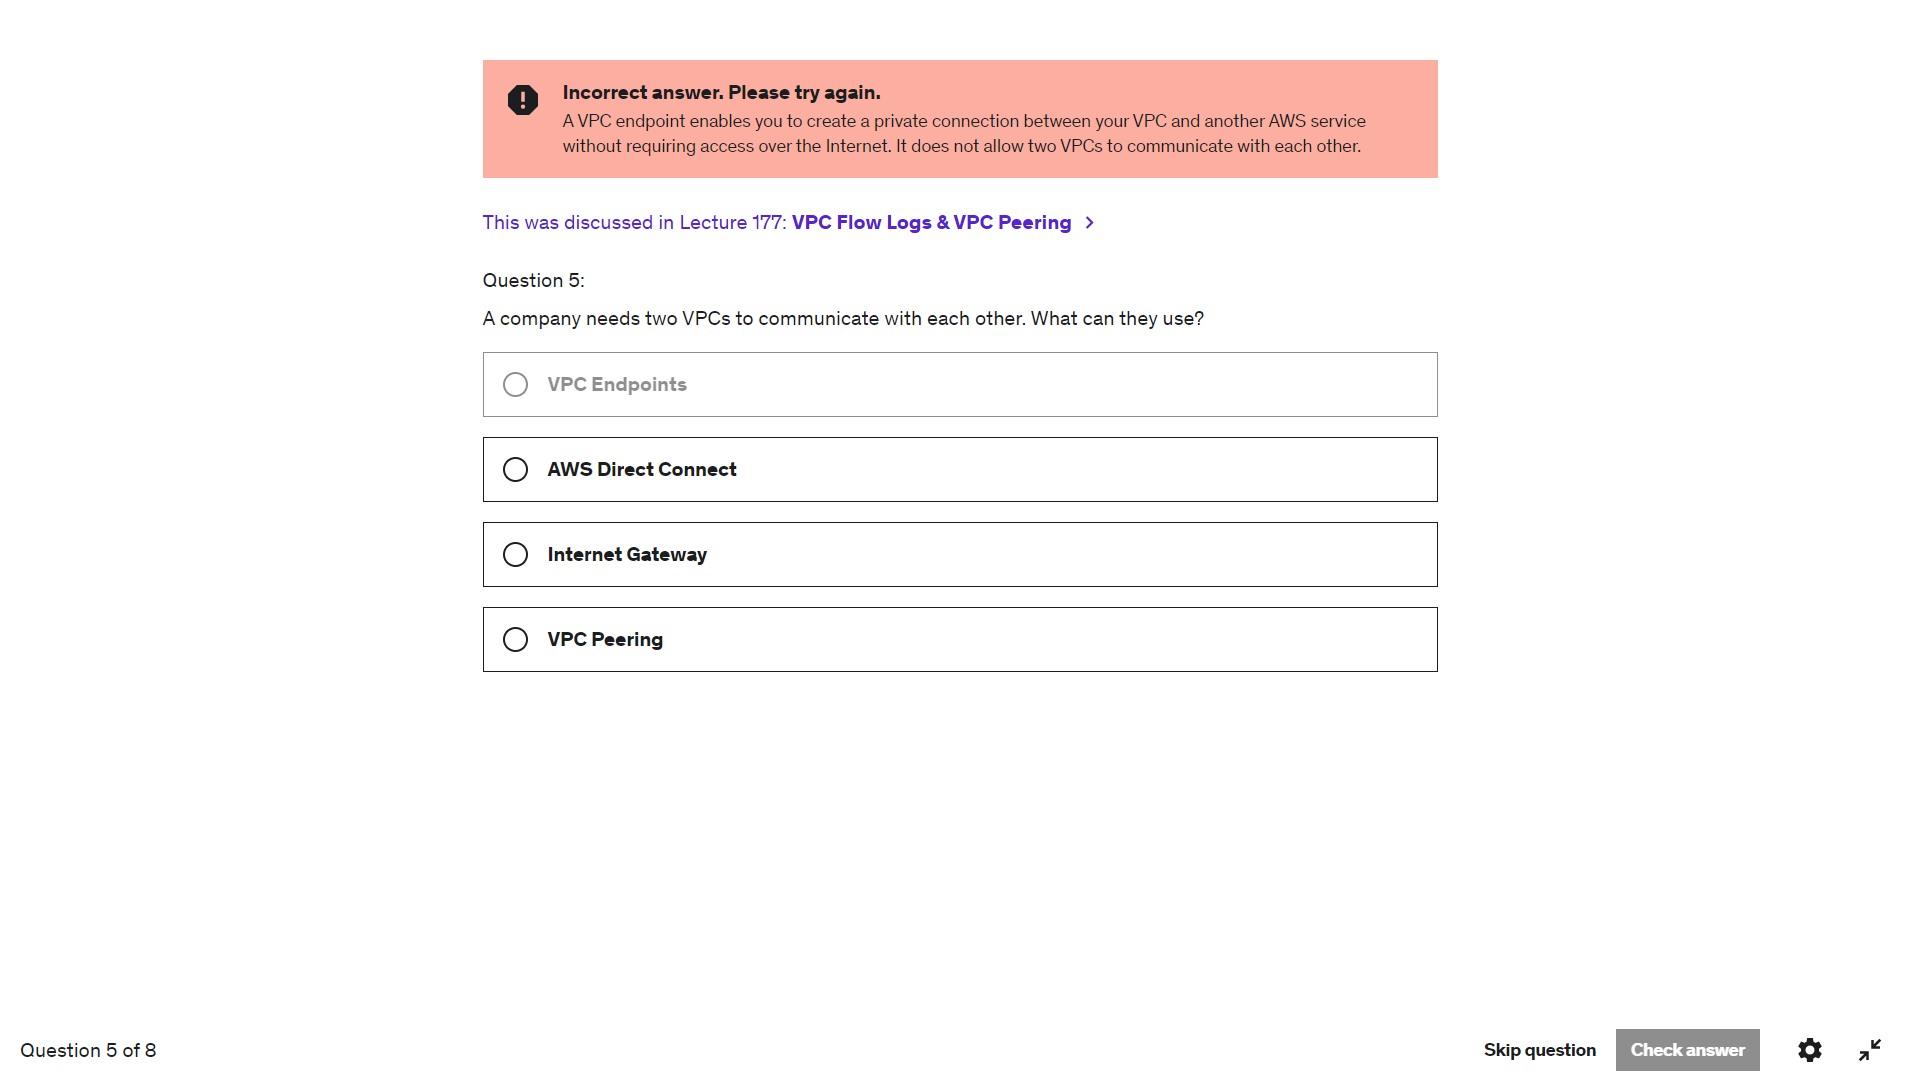 Incorrect answer. Please try again.
A VPC endpoint enables you to create a private connection between your VPC and another AWS service
without requiring access over the Internet. It does not allow two VPCs to communicate with each other.
This was discussed in Lecture 177: VPC Flow Logs & VPC Peering
Question 5:
A company needs two VPCs to communicate with each other. What can they use?
VPC Endpoints
AWS Direct Connect
Internet Gateway
VPC Peering
Question 5 of 8
Skip question
Check answer